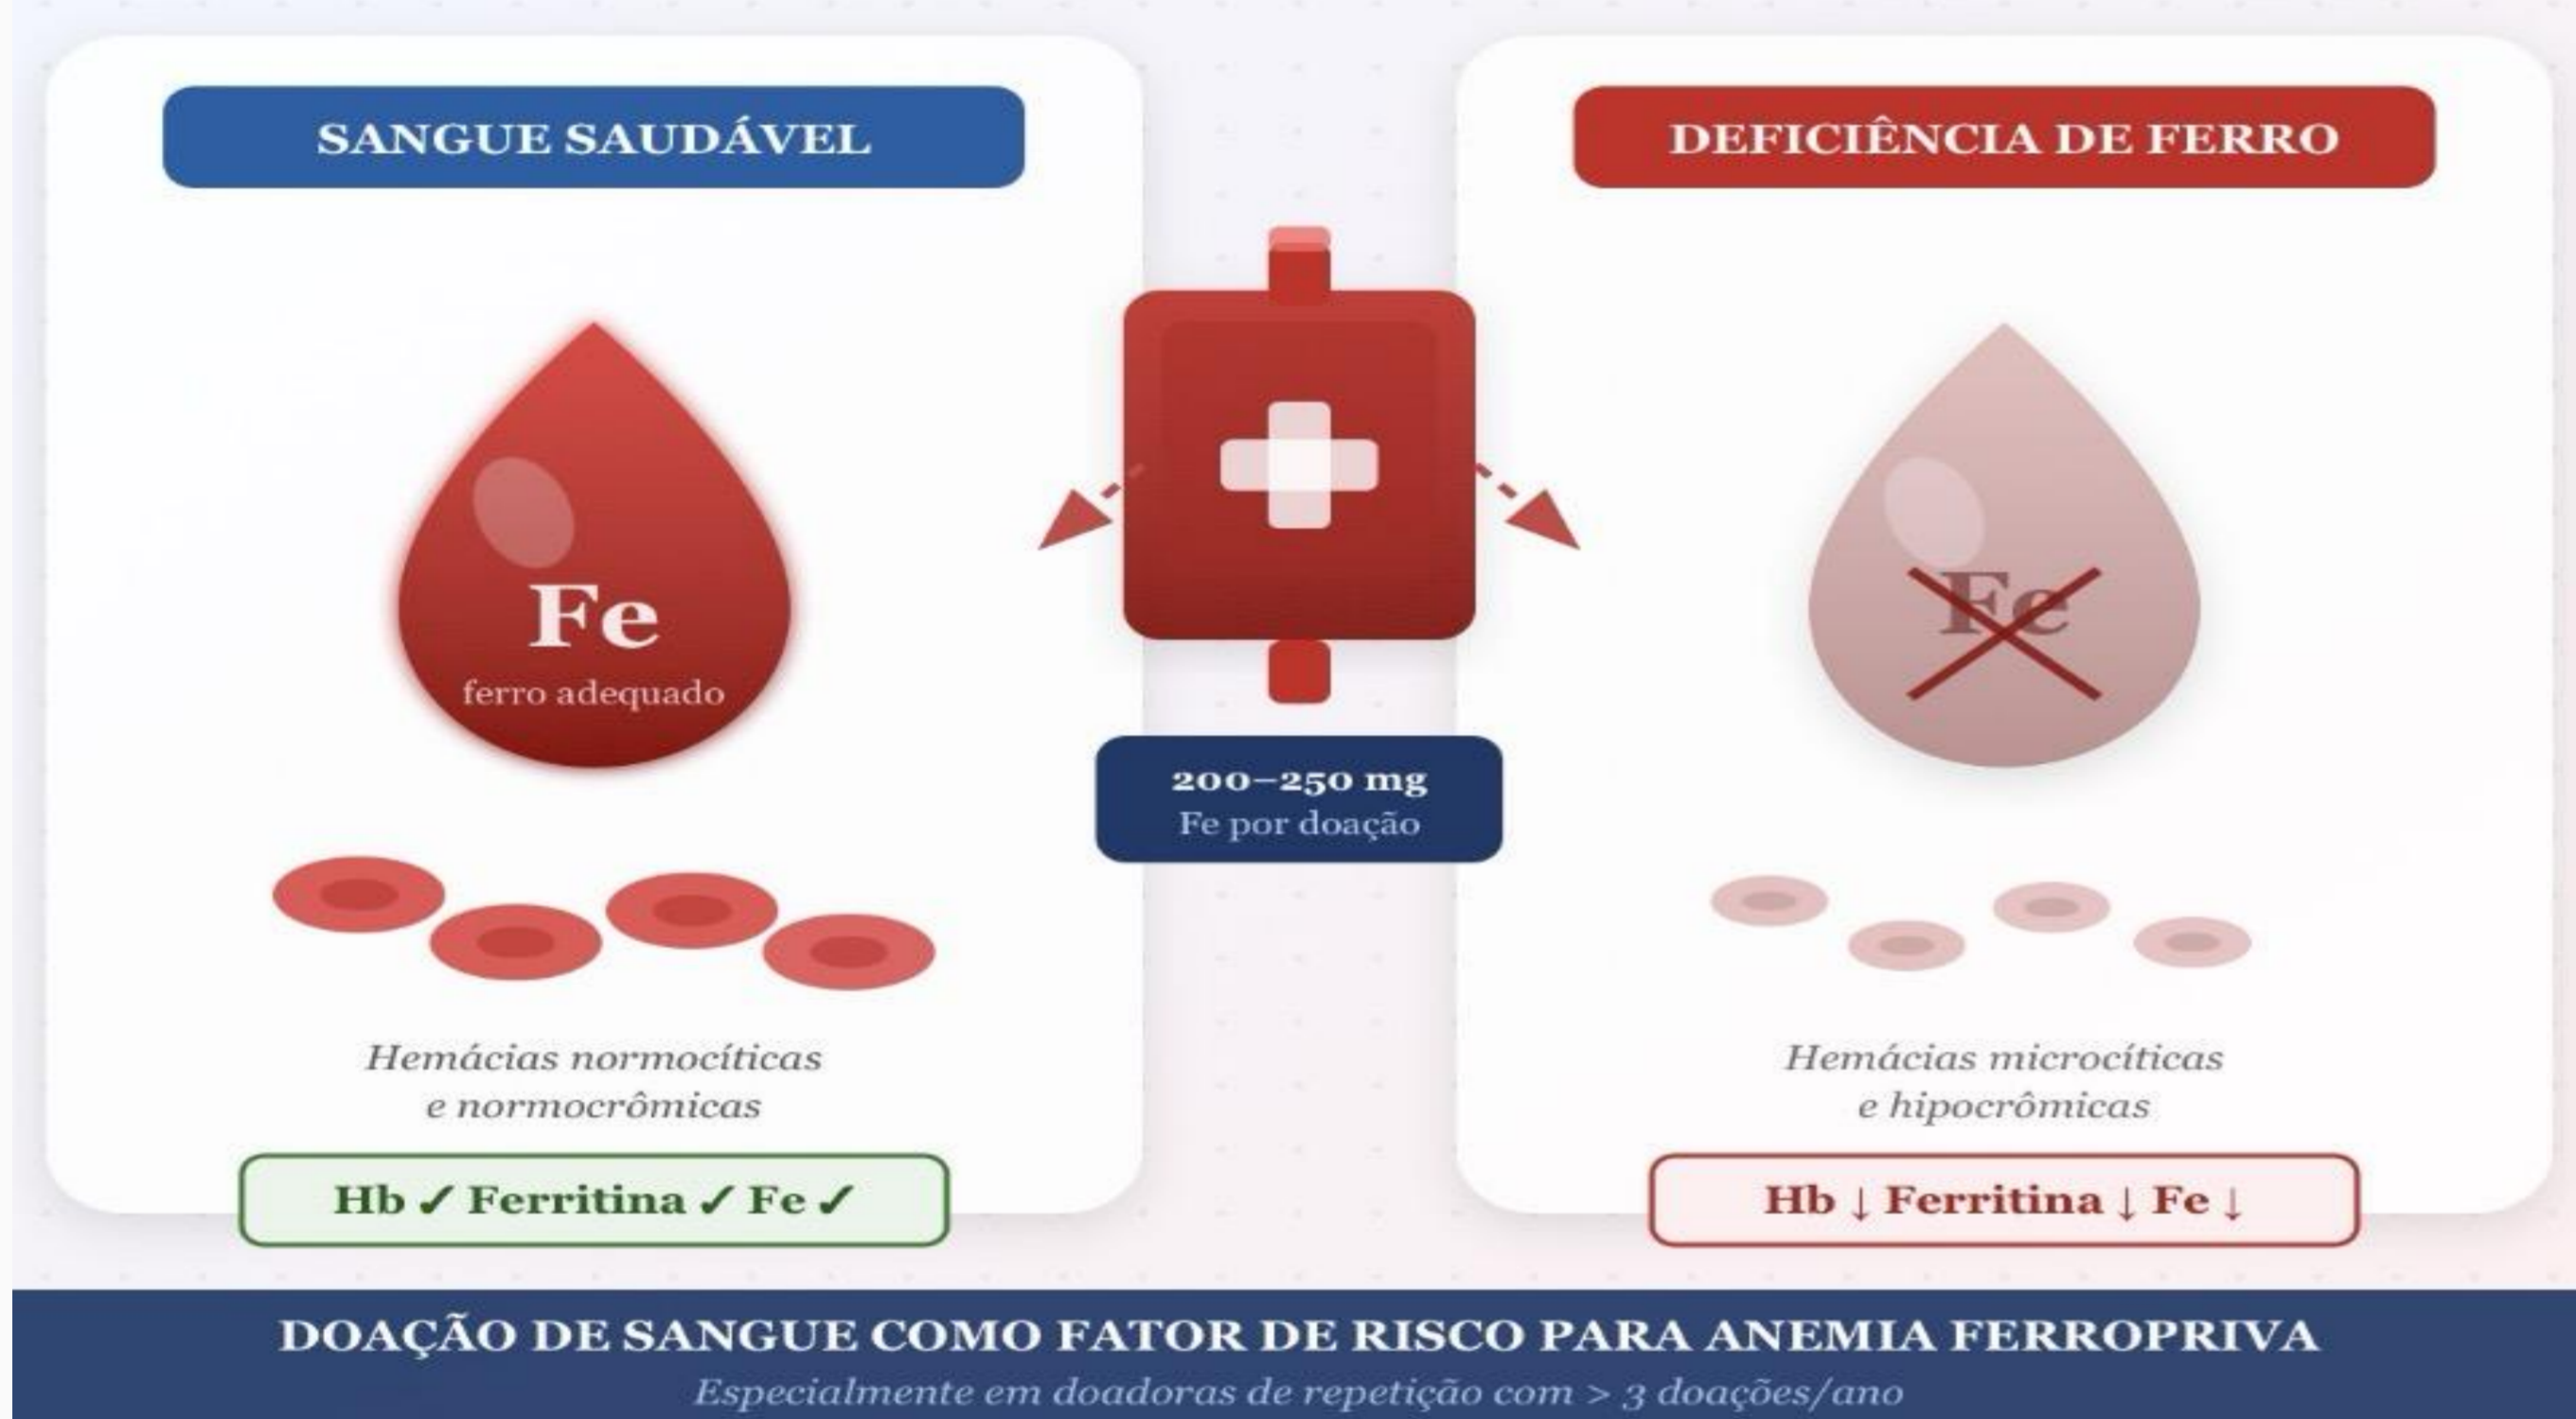 SANGUE SAUDÁVEL
Fe
ferro adequado
Hemácias normocíticas
e normocrômicas
Hb ✓ Ferritina ✓ Fe ✓
200–250 mg
Fe por doação
DEFICIÊNCIA DE FERRO
Fe
Hemácias microcíticas
e hipocrômicas
Hb ↓ Ferritina ↓ Fe ↓
DOAÇÃO DE SANGUE COMO FATOR DE RISCO PARA ANEMIA FERROPRIVA
Especialmente em doadoras de repetição com > 3 doações/ano